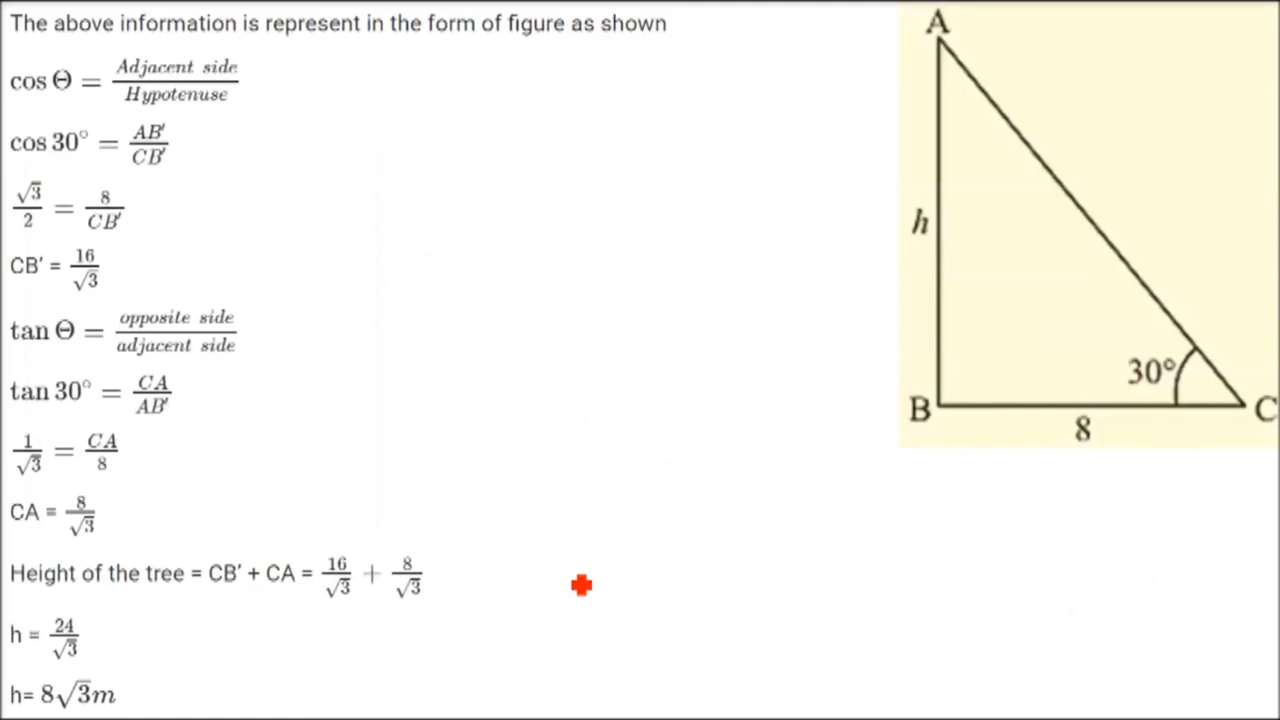 The above information is represent in the form of figure as shown
cos Θ = Adjacent side / Hypotenuse
cos 30° = AB′ / CB′
√3 / 2 = 8 / CB′
CB′ = 16 / √3
tan Θ = opposite side / adjacent side
tan 30° = CA / AB′
1 / √3 = CA / 8
CA = 8 / √3
Height of the tree = CB′ + CA = 16 / √3 + 8 / √3
h = 24 / √3
h= 8√3m
A
h
30°
B
C
8